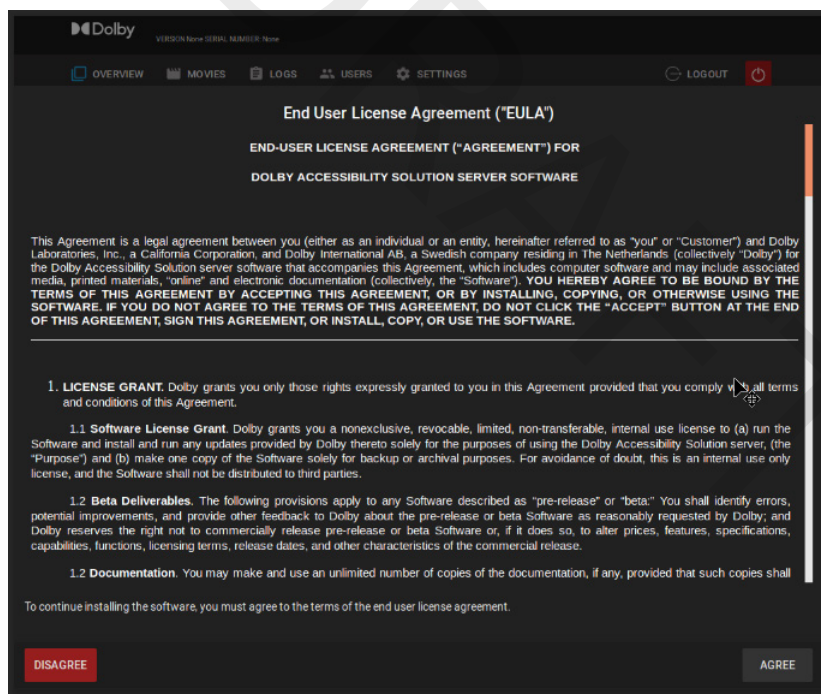 Dolby
VERSION None SERIAL NUMBER: None
OVERVIEW MOVIES LOGS USERS SETTINGS LOGOUT
End User License Agreement ("EULA")
END-USER LICENSE AGREEMENT (“AGREEMENT”) FOR
DOLBY ACCESSIBILITY SOLUTION SERVER SOFTWARE
This Agreement is a legal agreement between you (either as an individual or an entity, hereinafter referred to as “you” or “Customer”) and Dolby
Laboratories, Inc., a California Corporation, and Dolby International AB, a Swedish company residing in The Netherlands (collectively “Dolby”) for
the Dolby Accessibility Solution server software that accompanies this Agreement, which includes computer software and may include associated
media, printed materials, “online” and electronic documentation (collectively, the “Software”). YOU HEREBY AGREE TO BE BOUND BY THE
TERMS OF THIS AGREEMENT BY ACCEPTING THIS AGREEMENT, OR BY INSTALLING, COPYING, OR OTHERWISE USING THE
SOFTWARE. IF YOU DO NOT AGREE TO THE TERMS OF THIS AGREEMENT, DO NOT CLICK THE “ACCEPT” BUTTON AT THE END
OF THIS AGREEMENT, SIGN THIS AGREEMENT, OR INSTALL, COPY, OR USE THE SOFTWARE.
1. LICENSE GRANT. Dolby grants you only those rights expressly granted to you in this Agreement provided that you comply all terms
and conditions of this Agreement.
1.1 Software License Grant. Dolby grants you a nonexclusive, revocable, limited, non-transferable, internal use license to (a) run the
Software and install and run any updates provided by Dolby thereto solely for the purposes of using the Dolby Accessibility Solution server, (the
“Purpose”) and (b) make one copy of the Software solely for backup or archival purposes. For avoidance of doubt, this is an internal use only
license, and the Software shall not be distributed to third parties.
1.2 Beta Deliverables. The following provisions apply to any Software described as “pre-release” or “beta:” You shall identify errors,
potential improvements, and provide other feedback to Dolby about the pre-release or beta Software as reasonably requested by Dolby; and
Dolby reserves the right not to commercially release pre-release or beta Software or, if it does so, to alter prices, features, specifications,
capabilities, functions, licensing terms, release dates, and other characteristics of the commercial release.
1.2 Documentation. You may make and use an unlimited number of copies of the documentation, if any, provided that such copies shall
To continue installing the software, you must agree to the terms of the end user license agreement.
DISAGREE AGREE